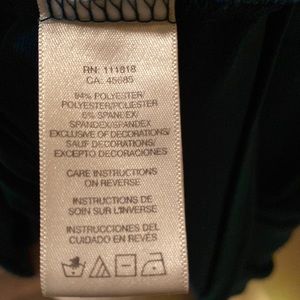 RN: 111818
CA: 45685
94% POLYESTER/
POLYESTER/POLIESTER
6% SPANDEX/
SPANDEX/SPANDEX
EXCLUSIVE OF DECORATIONS/
SAUF DECORATIONS/
EXCEPTO DECORACIONES
CARE INSTRUCTIONS
ON REVERSE
INSTRUCTIONS DE
SOIN SUR L'INVERSE
INSTRUCCIONES DEL
CUIDADO EN REVÉS